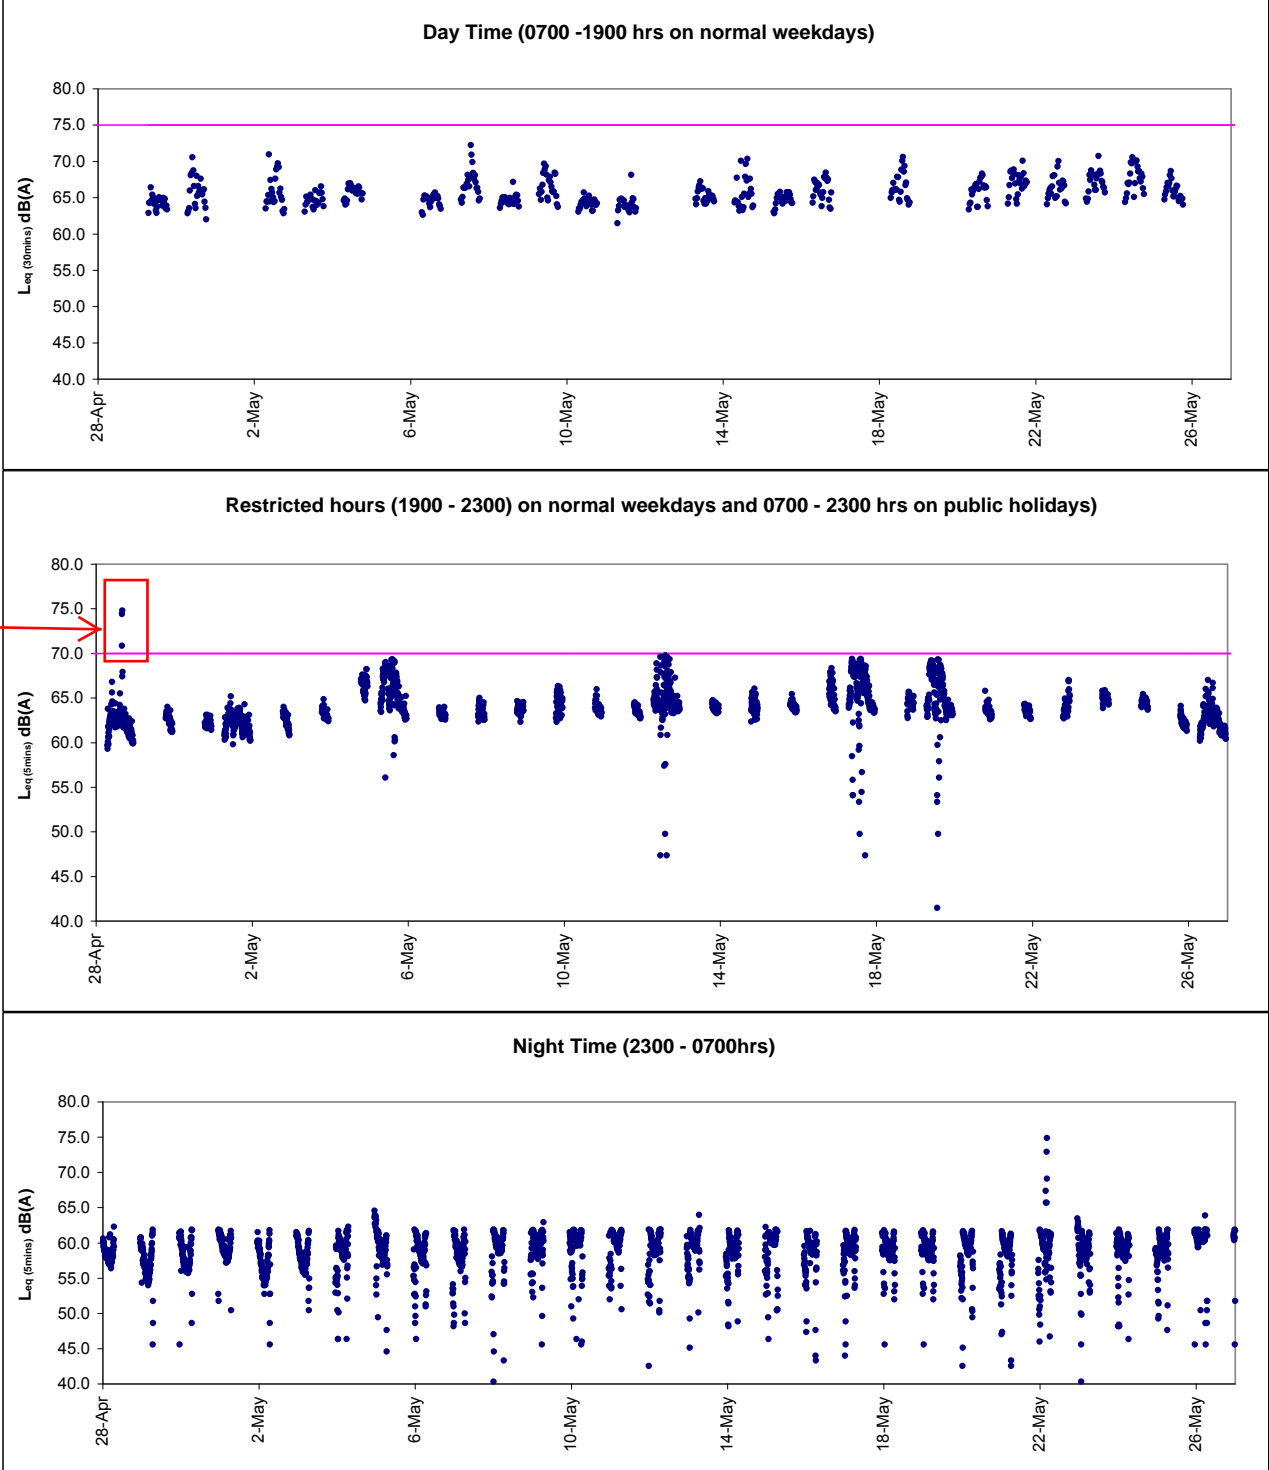 Day Time (0700 -1900 hrs on normal weekdays)
80.0
75.0
70.0
65.0
60.0
55.0
50.0
45.0
40.0
Leq (30mins) dB(A)
28-Apr
2-May
6-May
10-May
14-May
18-May
22-May
26-May
Restricted hours (1900 - 2300) on normal weekdays and 0700 - 2300 hrs on public holidays)
80.0
75.0
70.0
65.0
60.0
55.0
50.0
45.0
40.0
Leq (5mins) dB(A)
28-Apr
2-May
6-May
10-May
14-May
18-May
22-May
26-May
Night Time (2300 - 0700hrs)
80.0
75.0
70.0
65.0
60.0
55.0
50.0
45.0
40.0
Leq (5mins) dB(A)
28-Apr
2-May
6-May
10-May
14-May
18-May
22-May
26-May